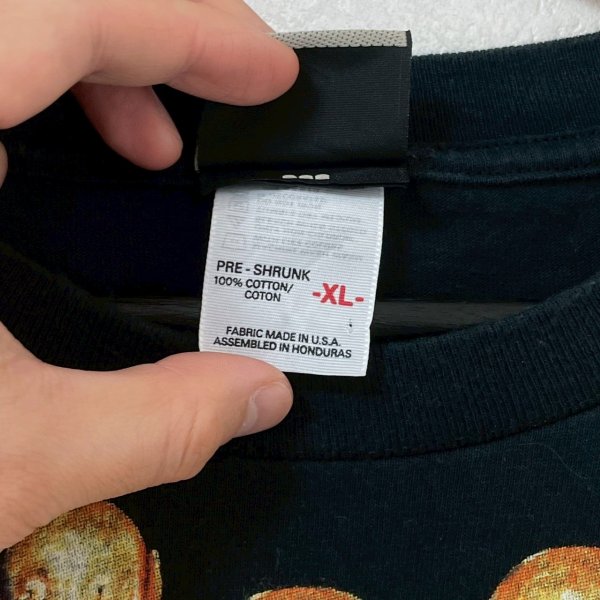 PRE - SHRUNK
100% COTTON/
COTON
-XL-
FABRIC MADE IN U.S.A.
ASSEMBLED IN HONDURAS